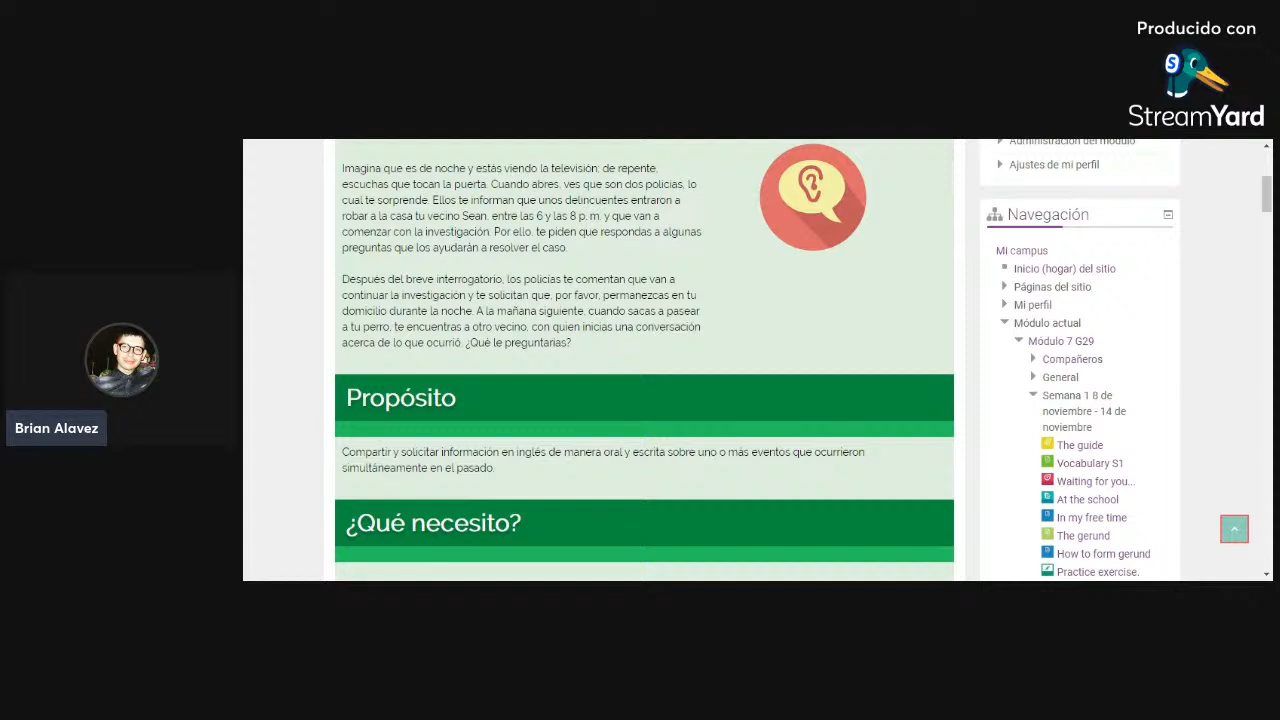 Producido con
StreamYard
Administración del módulo
Ajustes de mi perfil
Imagina que es de noche y estás viendo la televisión: de repente,
escuchas que tocan la puerta. Cuando abres, ves que son dos policías, lo
cual te sorprende. Ellos te informan que unos delincuentes entraron a
robar a la casa tu vecino Sean, entre las 6 y las 8 p. m. y que van a
comenzar con la investigación. Por ello, te piden que respondas a algunas
preguntas que los ayudarán a resolver el caso.
Después del breve interrogatorio, los policías te comentan que van a
continuar la investigación y te solicitan que, por favor, permanezcas en tu
domicilio durante la noche. A la mañana siguiente, cuando sacas a pasear
a tu perro, te encuentras a otro vecino, con quien inicias una conversación
acerca de lo que ocurrió. ¿Qué le preguntarías?
Propósito
Compartir y solicitar información en inglés de manera oral y escrita sobre uno o más eventos que ocurrieron
simultáneamente en el pasado.
¿Qué necesito?
Navegación
Mi campus
Inicio (hogar) del sitio
Páginas del sitio
Mi perfil
Módulo actual
Módulo 7 G29
Compañeros
General
Semana 1 8 de
noviembre - 14 de
noviembre
The guide
Vocabulary S1
Waiting for you...
At the school
In my free time
The gerund
How to form gerund
Practice exercise.
Brian Alavez